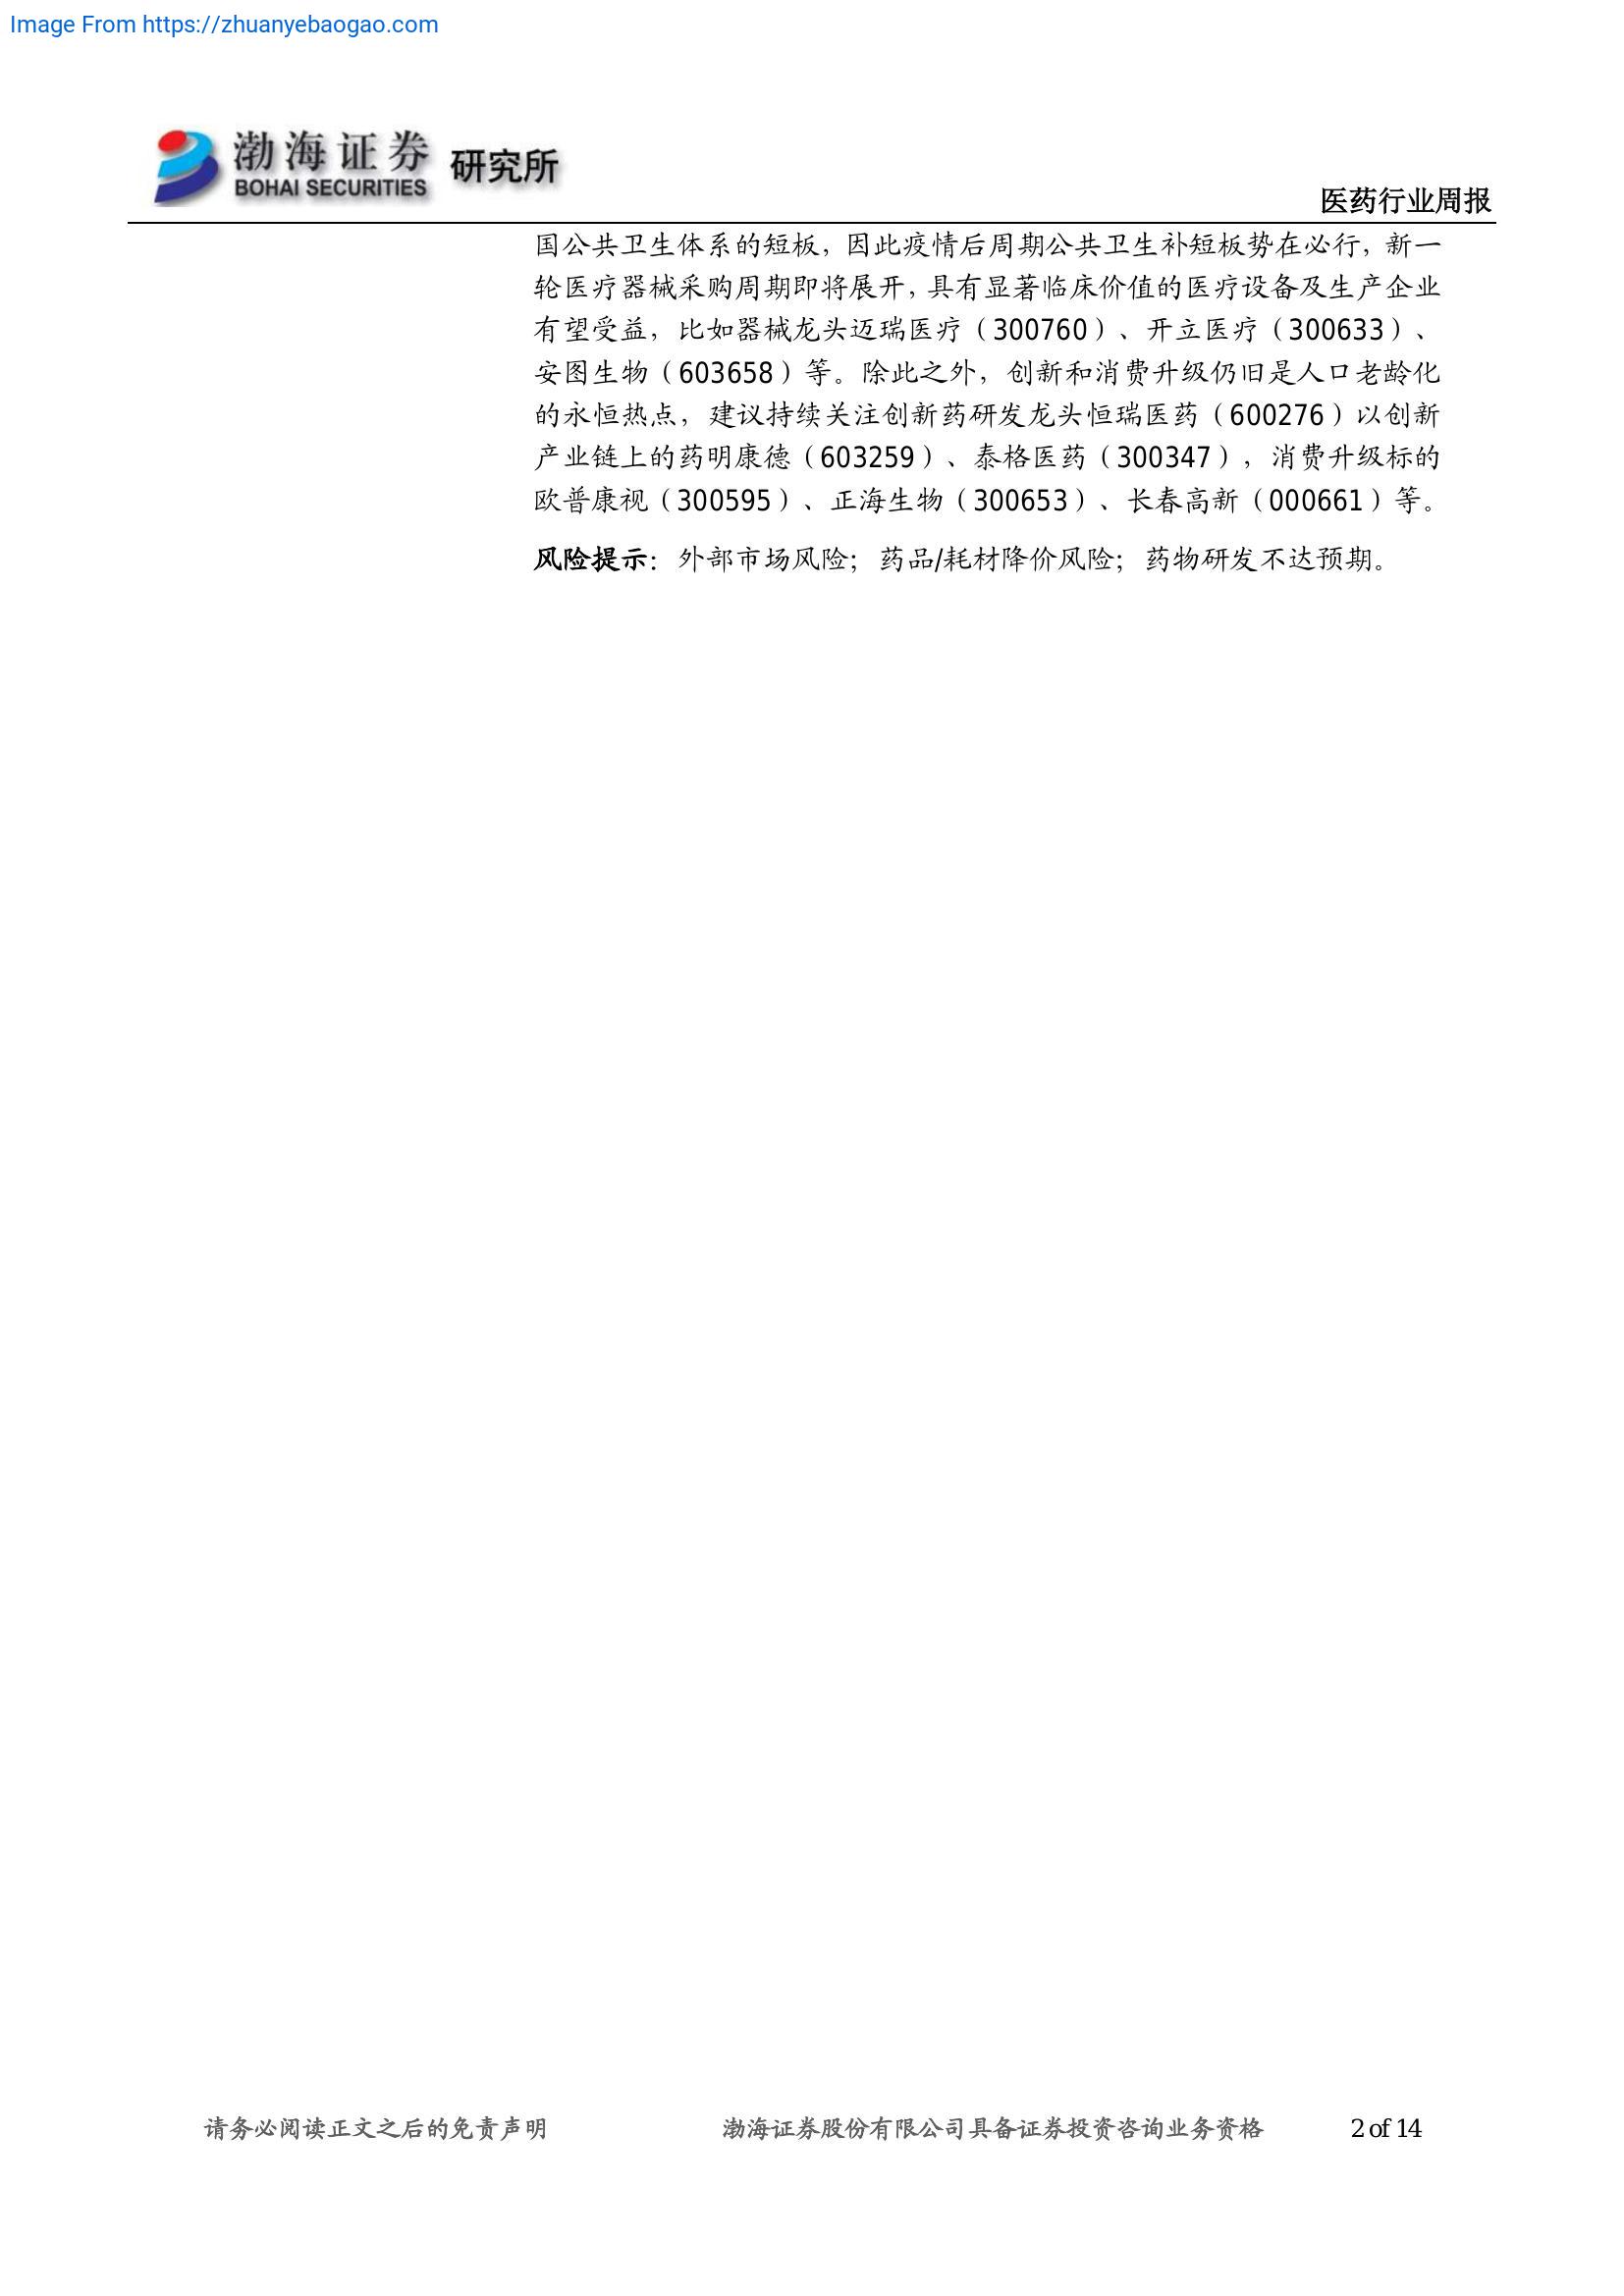 Image From https://zhuanyebaogao.com
渤海证券 研究所
BOHAI SECURITIES
医药行业周报
国公共卫生体系的短板，因此疫情后周期公共卫生补短板势在必行，新一
轮医疗器械采购周期即将展开，具有显著临床价值的医疗设备及生产企业
有望受益，比如器械龙头迈瑞医疗（300760）、开立医疗（300633）、
安图生物（603658）等。除此之外，创新和消费升级仍旧是人口老龄化
的永恒热点，建议持续关注创新药研发龙头恒瑞医药（600276）以创新
产业链上的药明康德（603259）、泰格医药（300347），消费升级标的
欧普康视（300595）、正海生物（300653）、长春高新（000661）等。
风险提示：外部市场风险；药品/耗材降价风险；药物研发不达预期。
请务必阅读正文之后的免责声明 渤海证券股份有限公司具备证券投资咨询业务资格 2 of 14